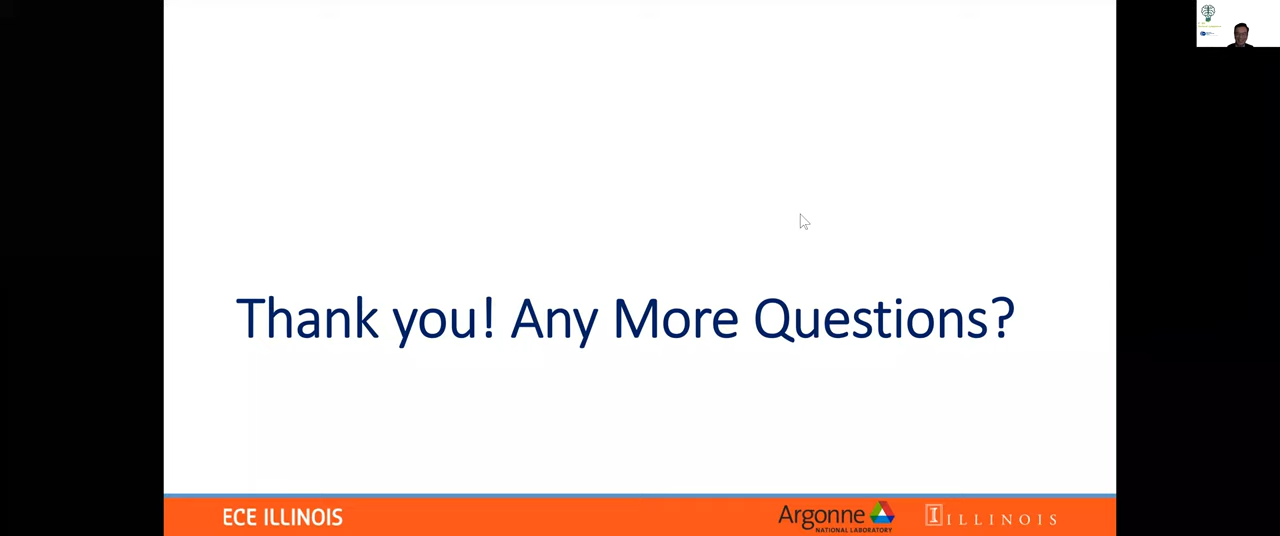 Thank you! Any More Questions?
ECE ILLINOIS
Argonne
NATIONAL LABORATORY
I ILLINOIS